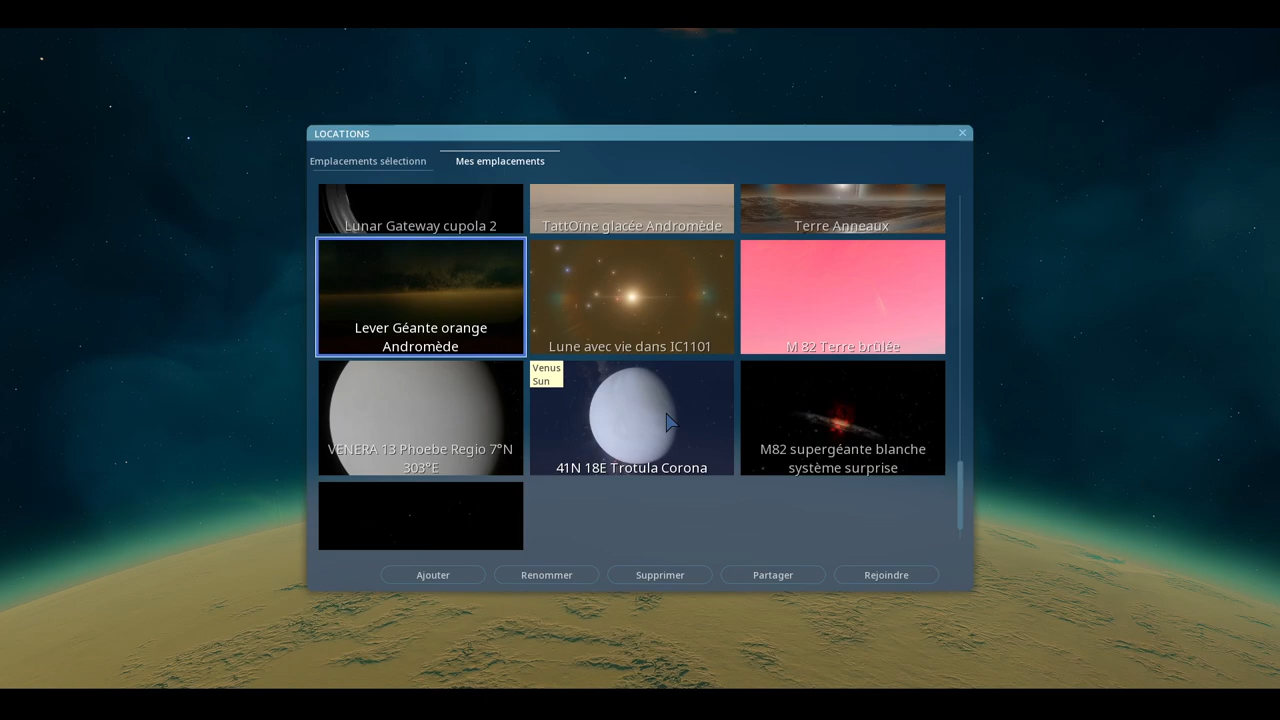 LOCATIONS
Emplacements sélectionn
Mes emplacements
Lunar Gateway cupola 2
TattOïne glacée Andromède
Terre Anneaux
Lever Géante orange
Andromède
Lune avec vie dans IC1101
M 82 Terre brûlée
VENERA 13 Phoebe Regio 7°N
303°E
Venus
Sun
41N 18E Trotula Corona
M82 supergéante blanche
système surprise
Ajouter
Renommer
Supprimer
Partager
Rejoindre